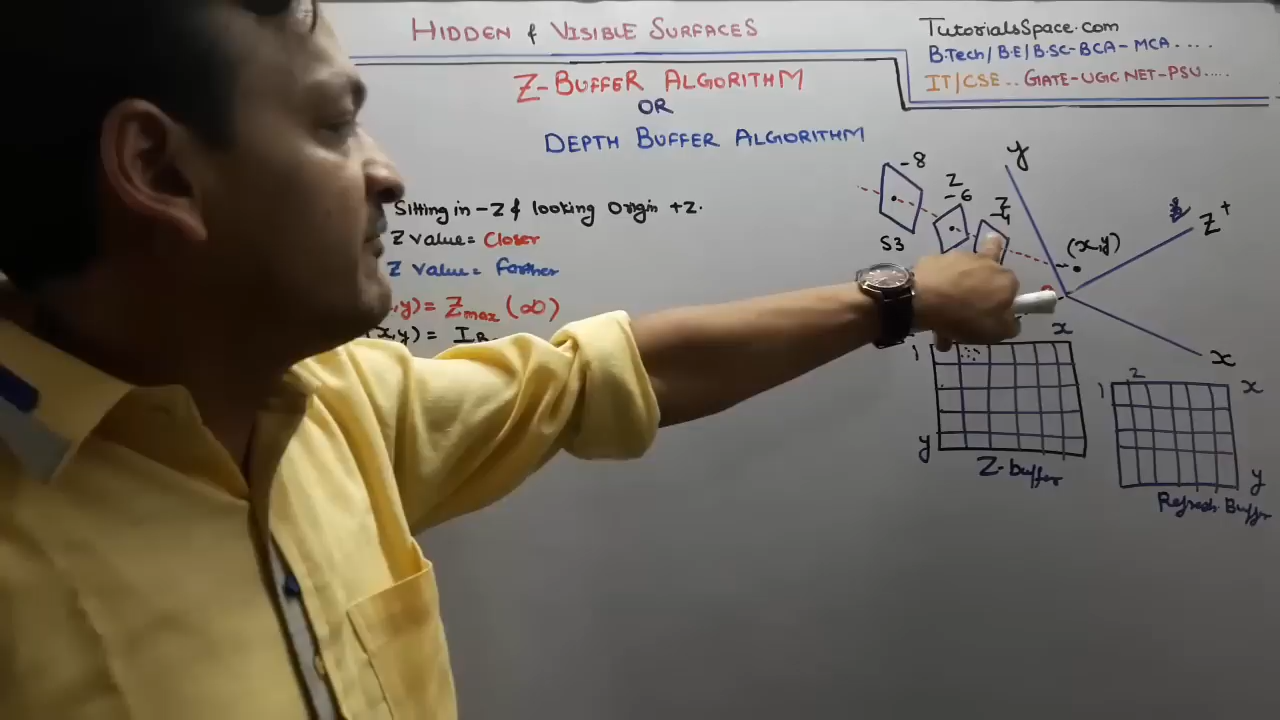 HIDDEN & VISIBLE SURFACES
TutorialsSpace.com
B.Tech/B.E/B.SC-BCA-MCA.....
IT/CSE..GATE-UGC NET-PSU.....
Z-BUFFER ALGORITHM
OR
DEPTH BUFFER ALGORITHM
Sitting in -Z & looking Origin +Z.
Z value = Closer
Z value = farther
,y) = Zmax (∞)
(x,y) =
-8
Z
-6
Z
-4
S3
y
Z+
(x,y)
x
x
1
y
Z-buffer
1 2
x
y
Refresh Buffer